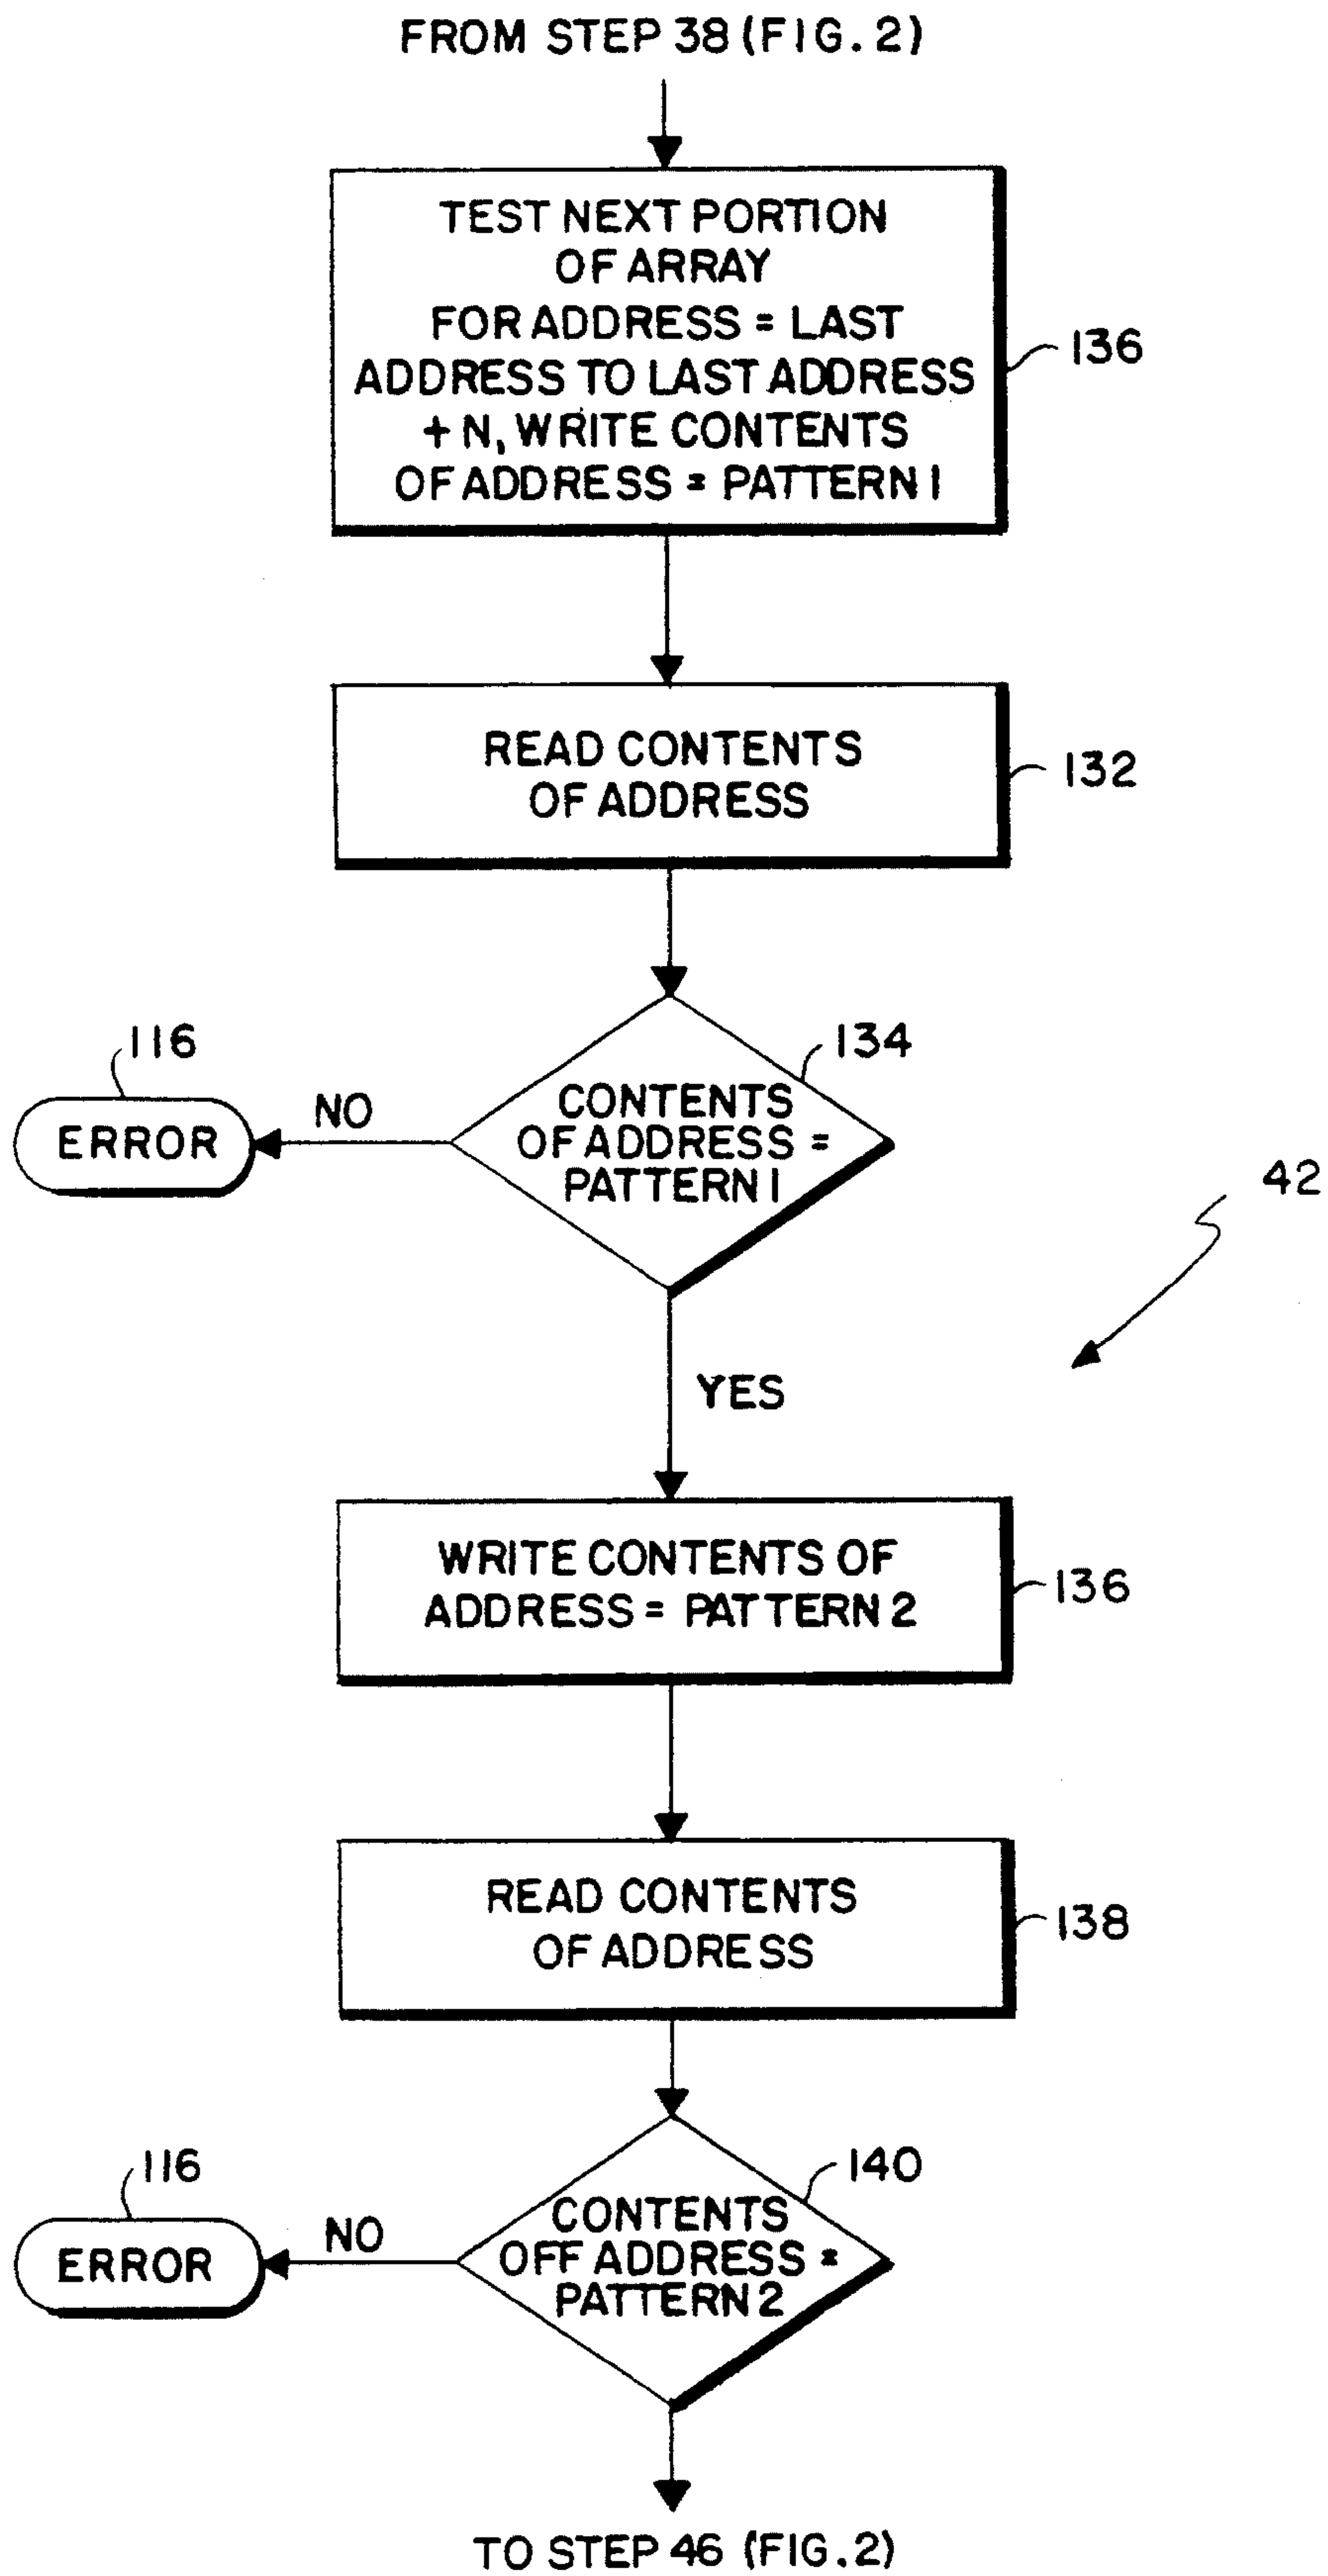 FROM STEP 38 (FIG. 2)
TEST NEXT PORTION
OF ARRAY
FOR ADDRESS = LAST
ADDRESS TO LAST ADDRESS
+ N, WRITE CONTENTS
OF ADDRESS = PATTERN 1
136
READ CONTENTS
OF ADDRESS
132
134
CONTENTS
OF ADDRESS =
PATTERN 1
116
ERROR
NO
42
YES
WRITE CONTENTS OF
ADDRESS = PATTERN 2
136
READ CONTENTS
OF ADDRESS
138
140
CONTENTS
OFF ADDRESS =
PATTERN 2
116
ERROR
NO
TO STEP 46 (FIG. 2)